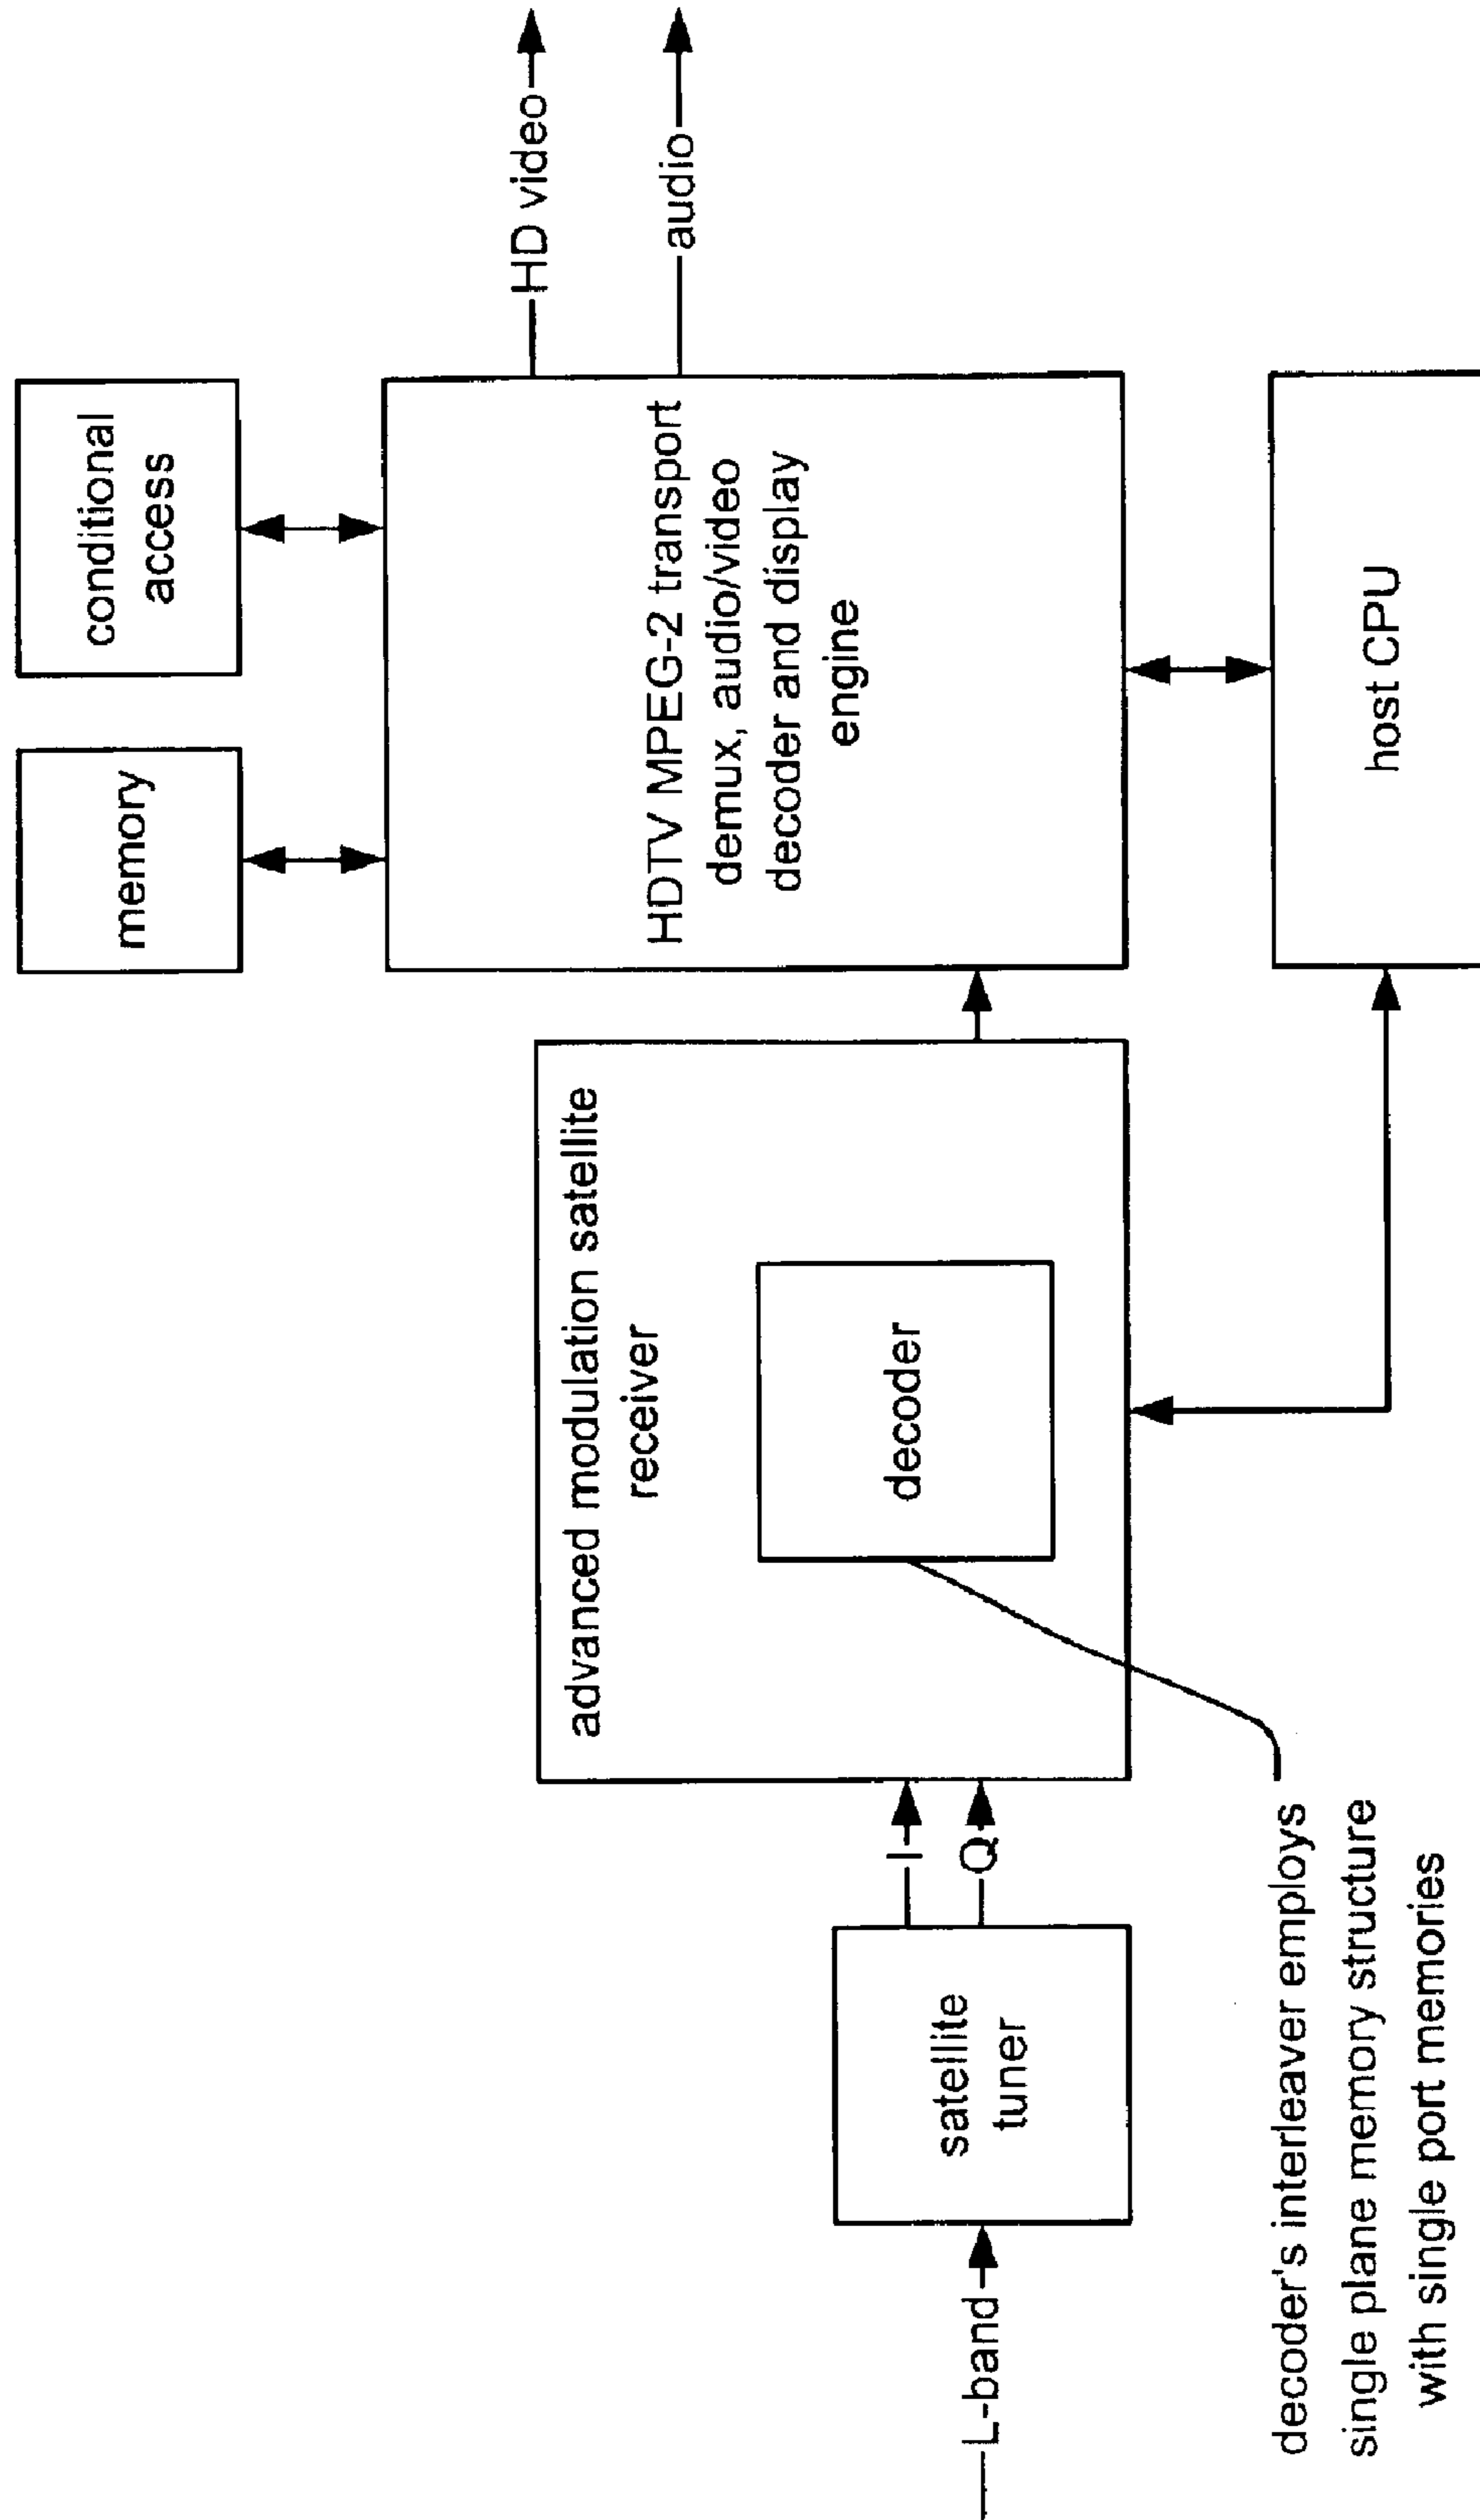 L-band
satellite
tuner
I
Q
advanced modulation satellite
receiver
decoder
decoder's interleaver employs
single plane memory structure
with single port memories
memory
conditional
access
HDTV MPEG-2 transport
demux, audio/video
decoder and display
engine
host CPU
HD video
audio